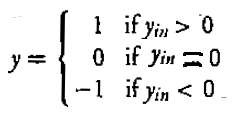 1 if y_in > 0
y = { 0 if y_in = 0
-1 if y_in < 0